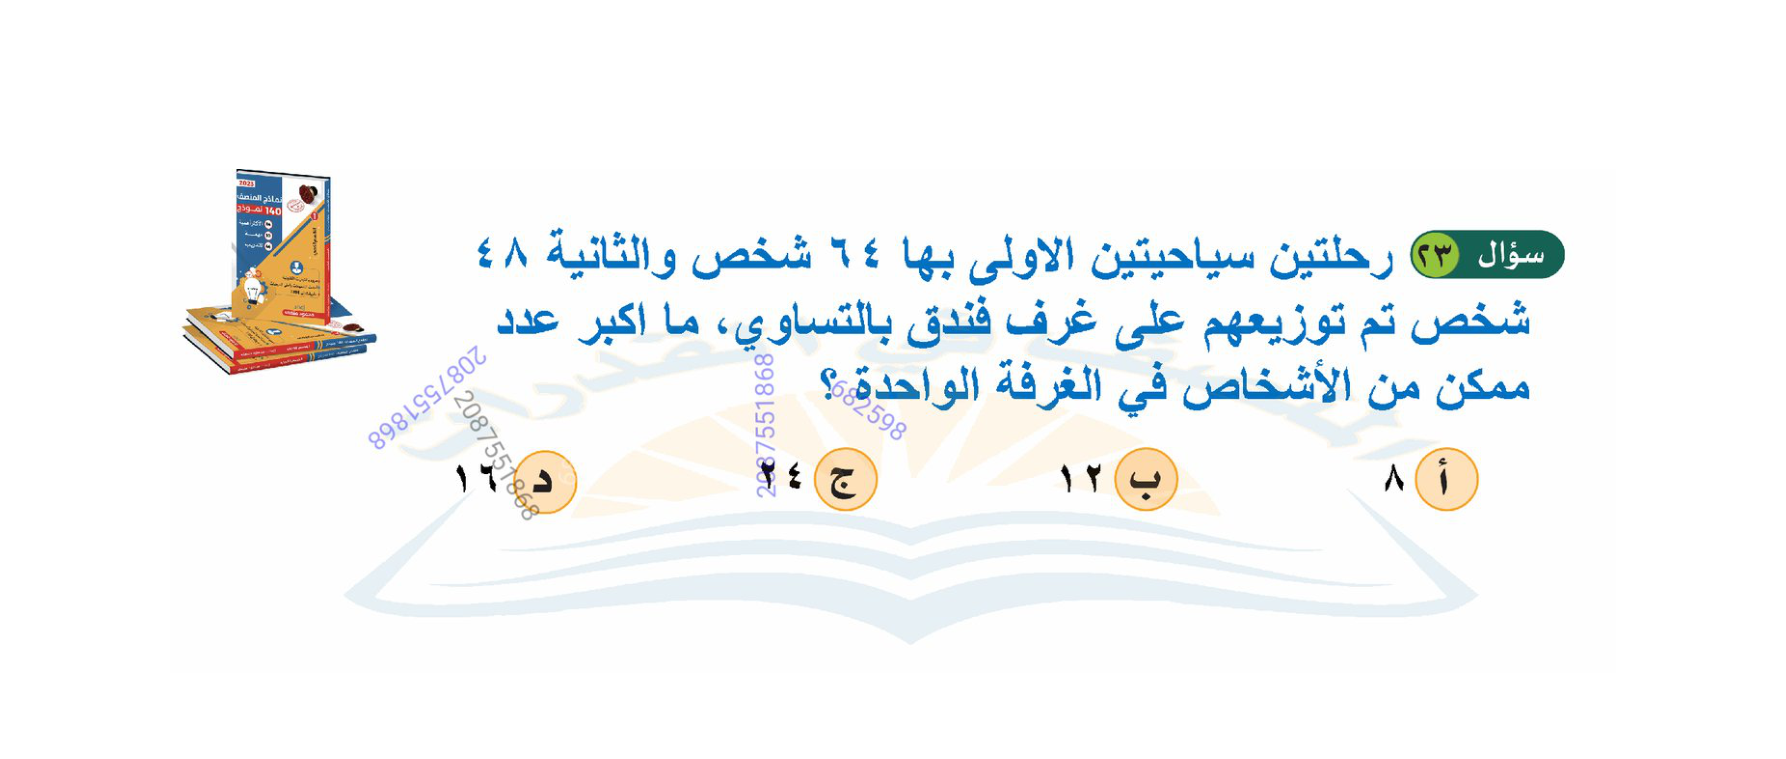 سؤال ٢٣ رحلتين سياحيتين الاولى بها ٦٤ شخص والثانية ٤٨
شخص تم توزيعهم على غرف فندق بالتساوي، ما اكبر عدد
ممكن من الأشخاص في الغرفة الواحدة ؟
أ ٨
ب ١٢
ج ٢٤
د ١٦
2087551868
2087551868
2087551868
682598
2023
نماذج المنصف
140 نموذج